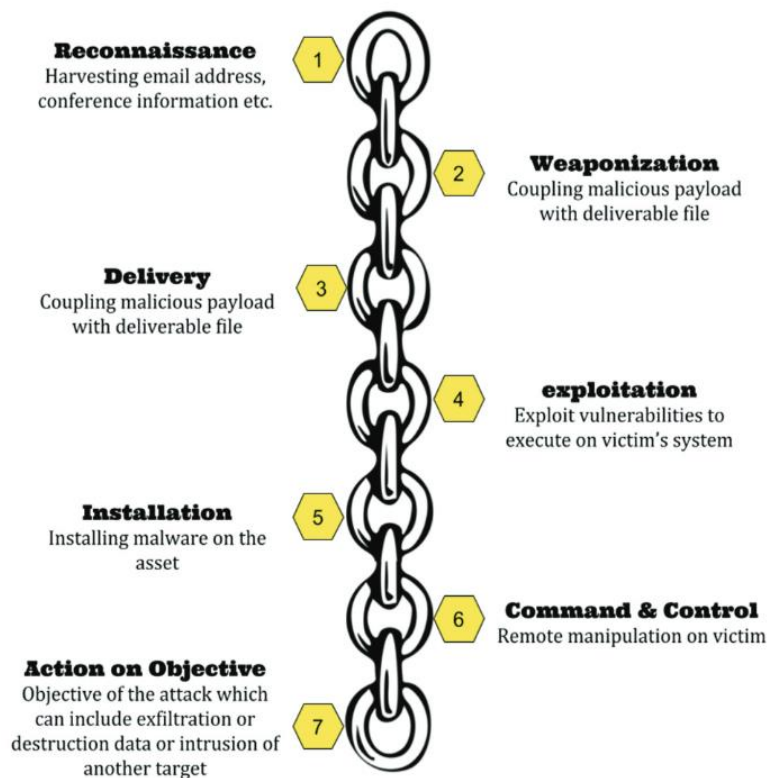 Reconnaissance
Harvesting email address,
conference information etc.
1
2
Weaponization
Coupling malicious payload
with deliverable file
Delivery
Coupling malicious payload
with deliverable file
3
4
exploitation
Exploit vulnerabilities to
execute on victim's system
Installation
Installing malware on the
asset
5
6
Command & Control
Remote manipulation on victim
Action on Objective
Objective of the attack which
can include exfiltration or
destruction data or intrusion of
another target
7